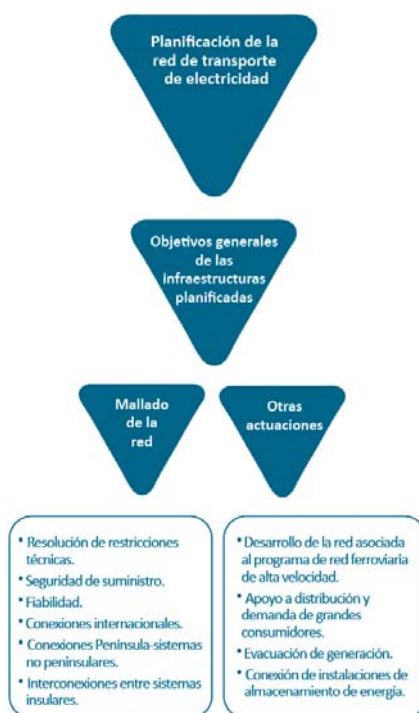 Planificación de la
red de transporte
de electricidad
Objetivos generales
de las
infraestructuras
planificadas
Mallado
de la
red
Otras
actuaciones
• Resolución de restricciones
técnicas.
• Seguridad de suministro.
• Fiabilidad.
• Conexiones internacionales.
• Conexiones Península-sistemas
no peninsulares.
• Interconexiones entre sistemas
insulares.
• Desarrollo de la red asociada
al programa de red ferroviaria
de alta velocidad.
• Apoyo a distribución y
demanda de grandes
consumidores.
• Evacuación de generación.
• Conexión de instalaciones de
almacenamiento de energía.